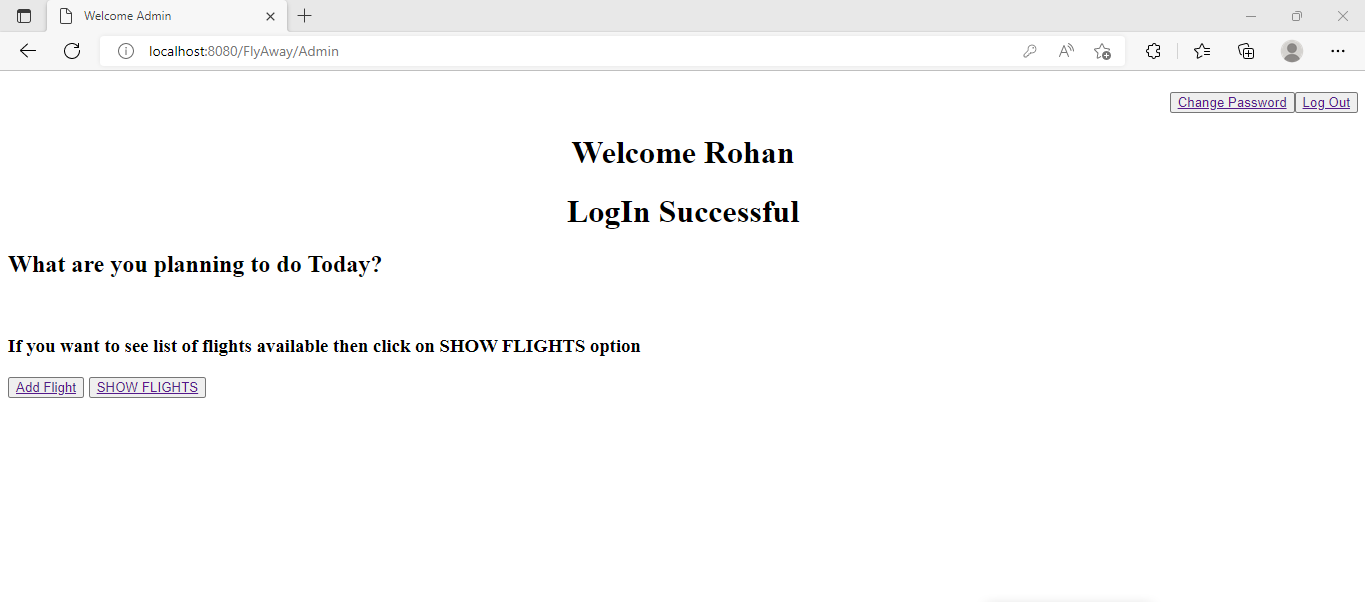 Welcome Admin
localhost:8080/FlyAway/Admin
Change Password Log Out
Welcome Rohan
LogIn Successful
What are you planning to do Today?
If you want to see list of flights available then click on SHOW FLIGHTS option
Add Flight SHOW FLIGHTS